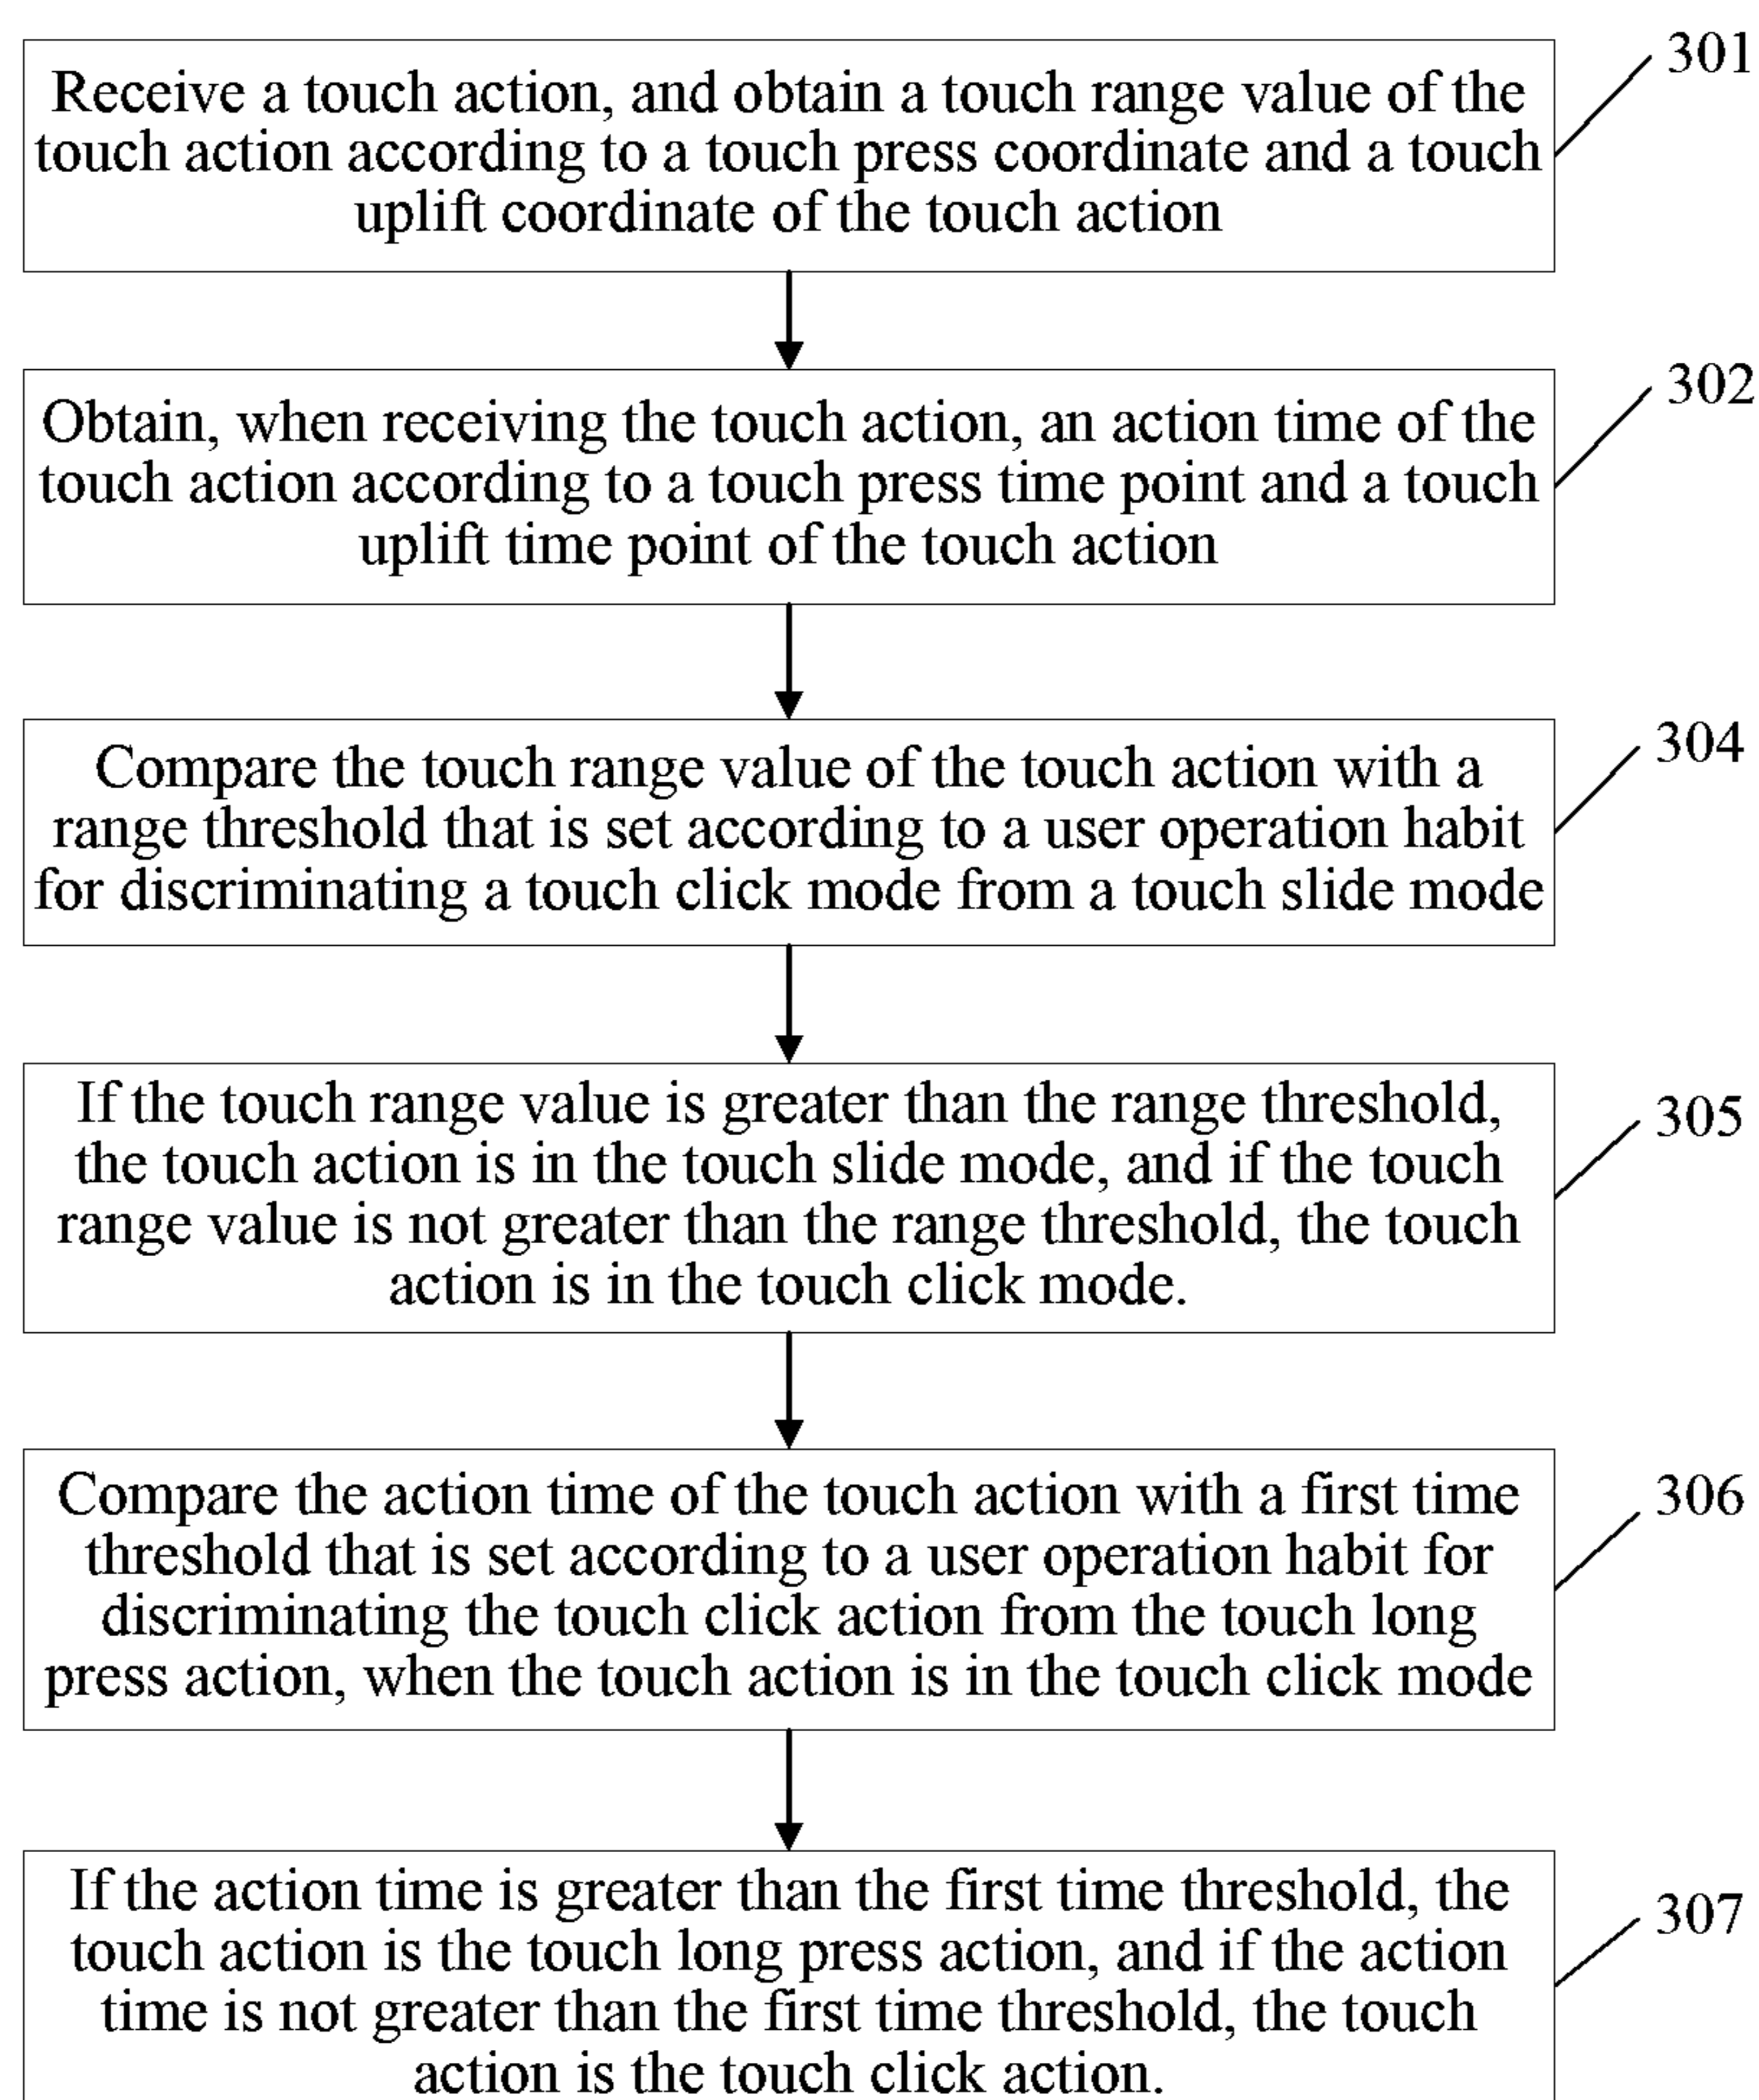 301
Receive a touch action, and obtain a touch range value of the
touch action according to a touch press coordinate and a touch
uplift coordinate of the touch action
302
Obtain, when receiving the touch action, an action time of the
touch action according to a touch press time point and a touch
uplift time point of the touch action
304
Compare the touch range value of the touch action with a
range threshold that is set according to a user operation habit
for discriminating a touch click mode from a touch slide mode
305
If the touch range value is greater than the range threshold,
the touch action is in the touch slide mode, and if the touch
range value is not greater than the range threshold, the touch
action is in the touch click mode.
306
Compare the action time of the touch action with a first time
threshold that is set according to a user operation habit for
discriminating the touch click action from the touch long
press action, when the touch action is in the touch click mode
307
If the action time is greater than the first time threshold, the
touch action is the touch long press action, and if the action
time is not greater than the first time threshold, the touch
action is the touch click action.